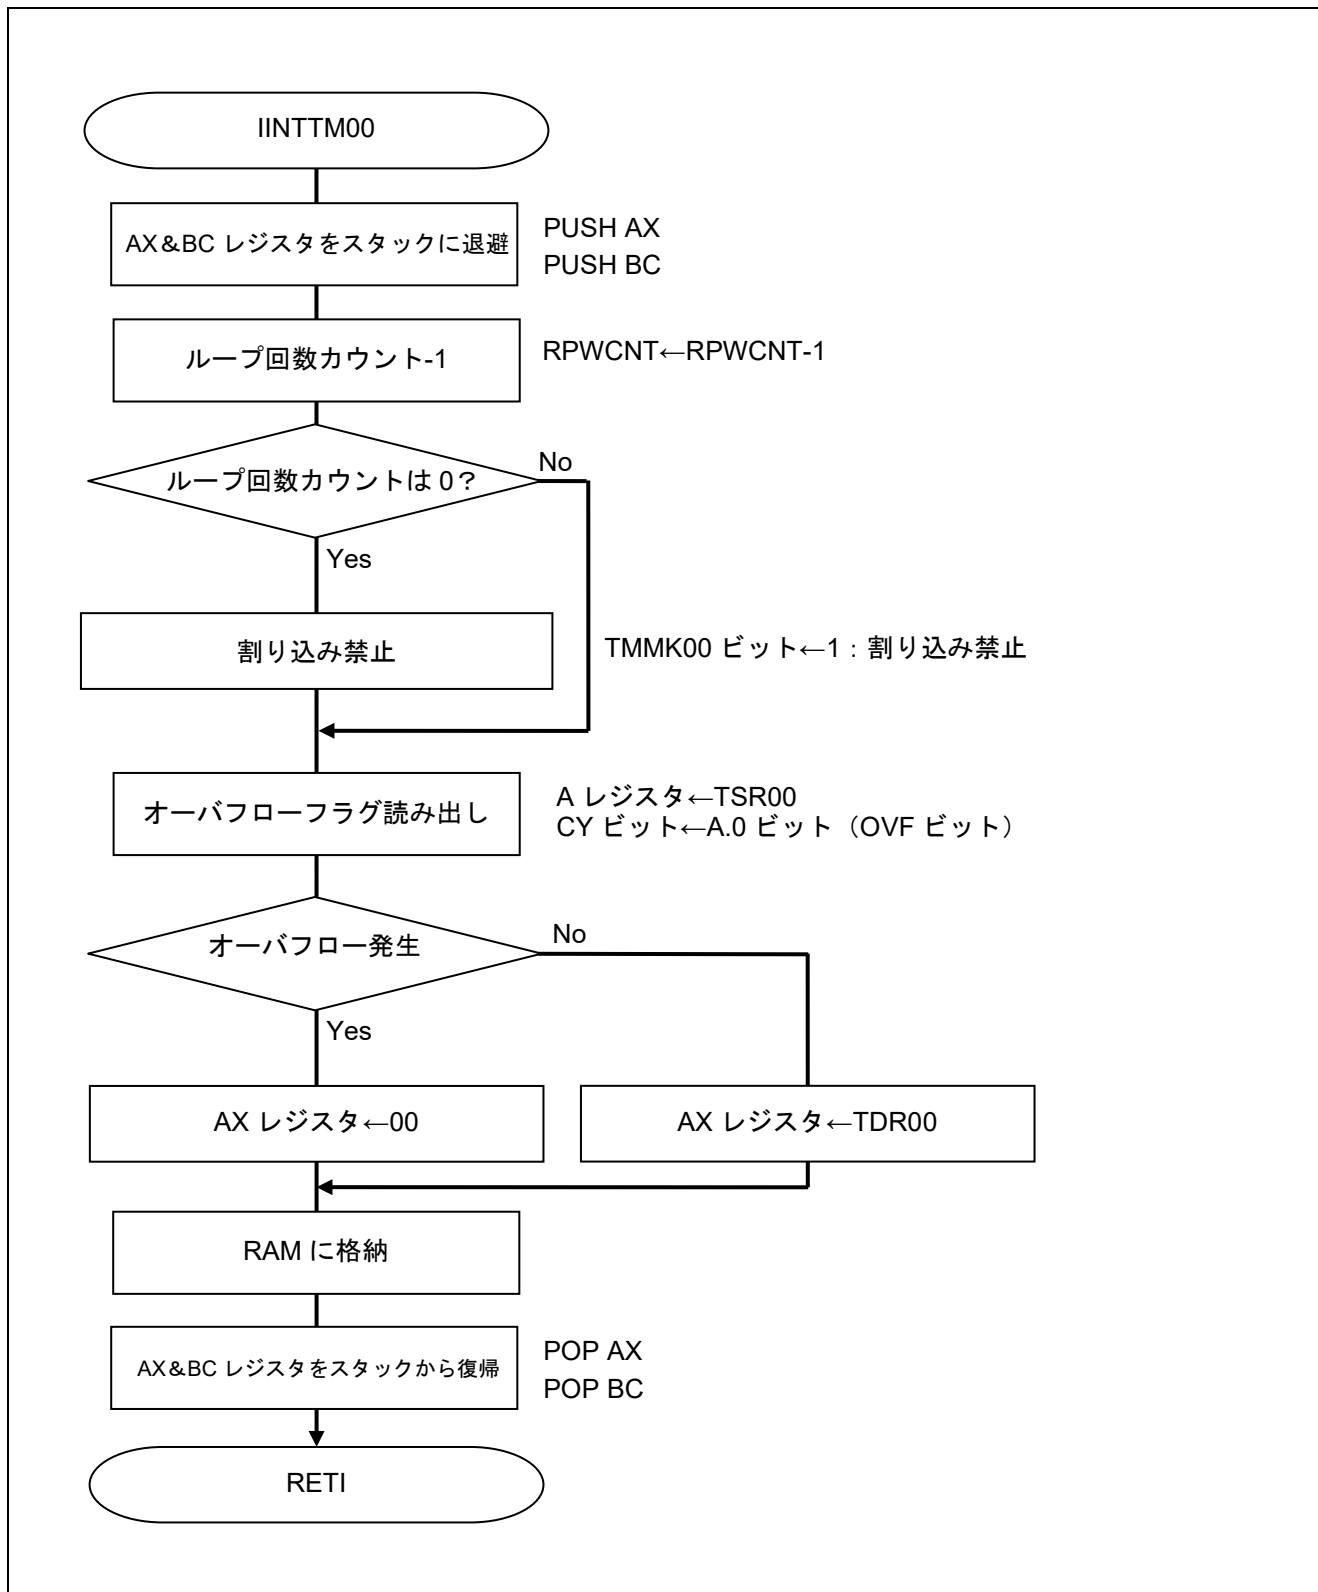 IINTTM00
AX＆BC レジスタをスタックに退避
PUSH AX
PUSH BC
ループ回数カウント-1
RPWCNT←RPWCNT-1
ループ回数カウントは 0？
No
Yes
割り込み禁止
TMMK00 ビット←1：割り込み禁止
オーバフローフラグ読み出し
A レジスタ←TSR00
CY ビット←A.0 ビット（OVF ビット）
オーバフロー発生
No
Yes
AX レジスタ←00
AX レジスタ←TDR00
RAM に格納
AX＆BC レジスタをスタックから復帰
POP AX
POP BC
RETI